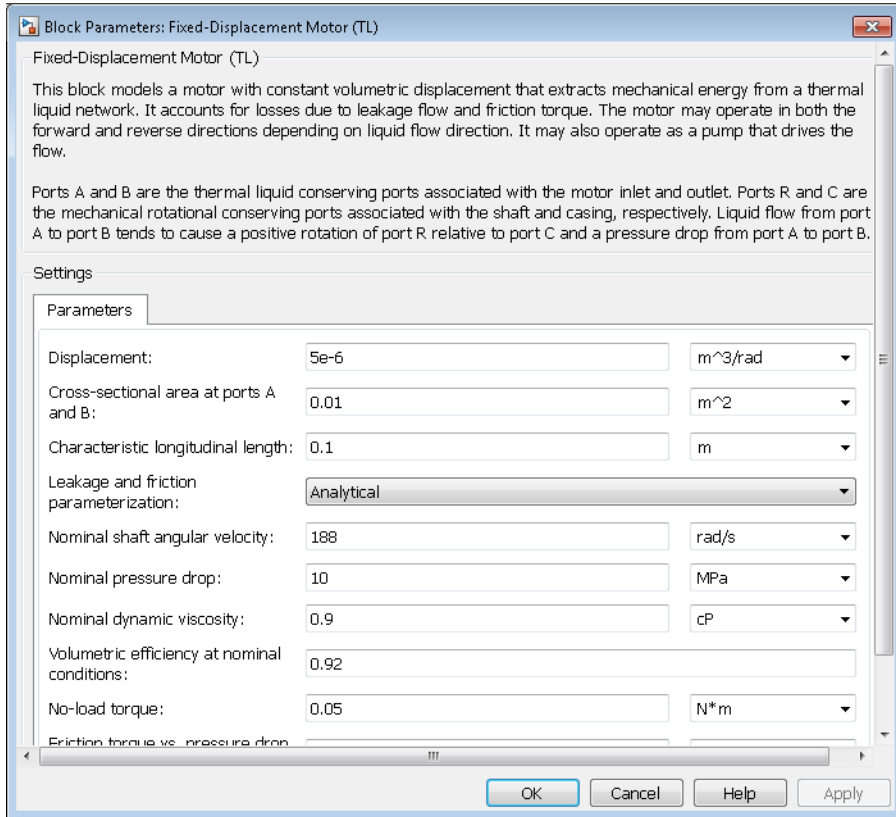 Block Parameters: Fixed-Displacement Motor (TL)
Fixed-Displacement Motor (TL)
This block models a motor with constant volumetric displacement that extracts mechanical energy from a thermal
liquid network. It accounts for losses due to leakage flow and friction torque. The motor may operate in both the
forward and reverse directions depending on liquid flow direction. It may also operate as a pump that drives the
flow.
Ports A and B are the thermal liquid conserving ports associated with the motor inlet and outlet. Ports R and C are
the mechanical rotational conserving ports associated with the shaft and casing, respectively. Liquid flow from port
A to port B tends to cause a positive rotation of port R relative to port C and a pressure drop from port A to port B.
Settings
Parameters
Displacement: 5e-6 m^3/rad
Cross-sectional area at ports A
and B: 0.01 m^2
Characteristic longitudinal length: 0.1 m
Leakage and friction
parameterization: Analytical
Nominal shaft angular velocity: 188 rad/s
Nominal pressure drop: 10 MPa
Nominal dynamic viscosity: 0.9 cP
Volumetric efficiency at nominal
conditions: 0.92
No-load torque: 0.05 N*m
Friction torque vs. pressure drop
OK Cancel Help Apply